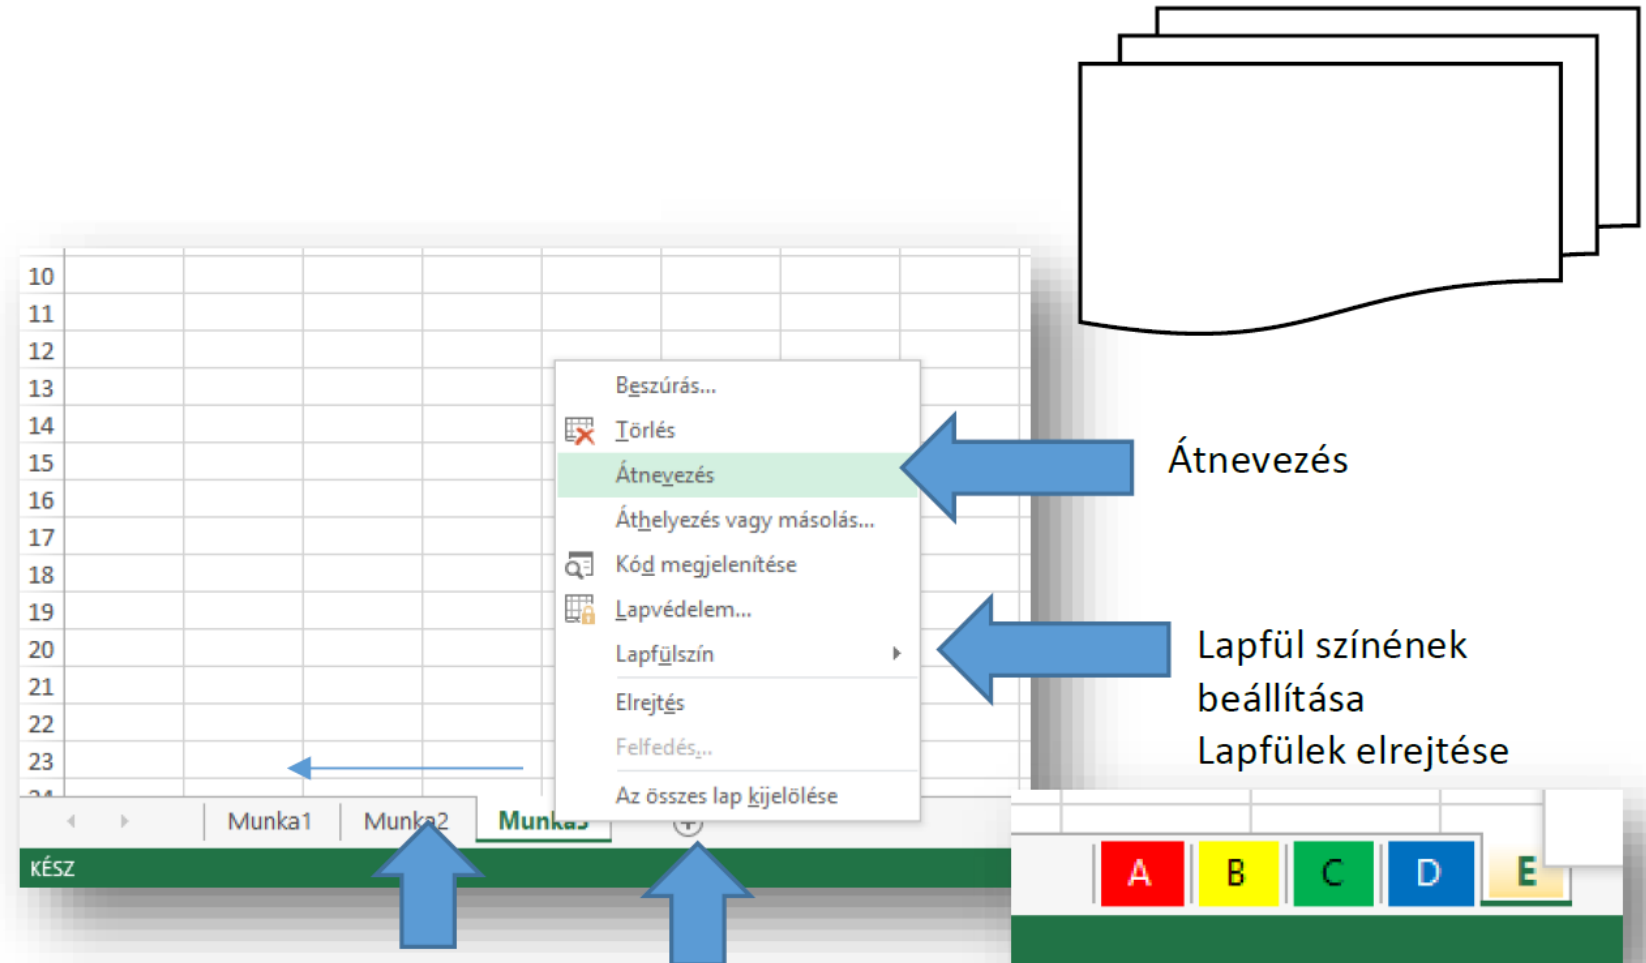 10
11
12
13
14
15
16
17
18
19
20
21
22
23
Beszúrás...
Törlés
Átnevezés
Áthelyezés vagy másolás...
Kód megjelenítése
Lapvédelem...
Lapfülszín
Elrejtés
Felfedés...
Az összes lap kijelölése
Munka1 Munka2 Munka3
KÉSZ
Átnevezés
Lapfül színének
beállítása
Lapfülek elrejtése
A B C D E